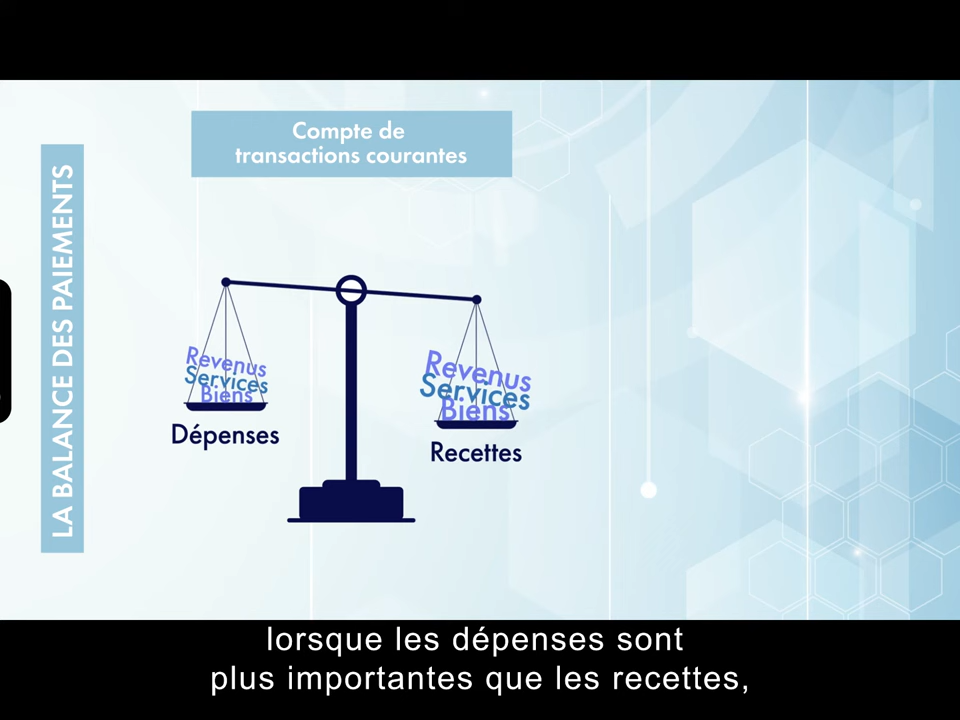 Compte de
transactions courantes
LA BALANCE DES PAIEMENTS
Revenus
Services
Biens
Dépenses
Revenus
Services
Biens
Recettes
lorsque les dépenses sont
plus importantes que les recettes,